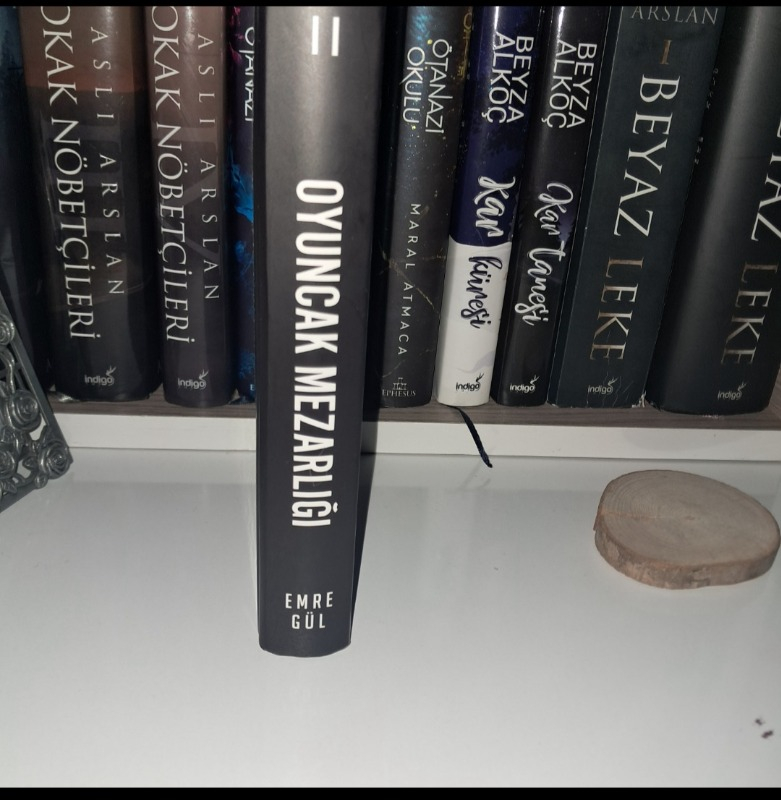 ASLI ARSLAN
OKAK NÖBETÇİLERİ
indigo
ASLI ARSLAN
OKAK NÖBETÇİLERİ
indigo
ÖTANAZİ
II
OYUNCAK MEZARLIĞI
EMRE
GÜL
ÖTANAZİ
OKULU
MARAL ATMACA
EPHESUS
BEYZA
ALKOÇ
Kar
küresi
indigo
BEYZA
ALKOÇ
Kar tanesi
indigo
ARSLAN
I
BEYAZ LEKE
indigo
LEKE
indigo